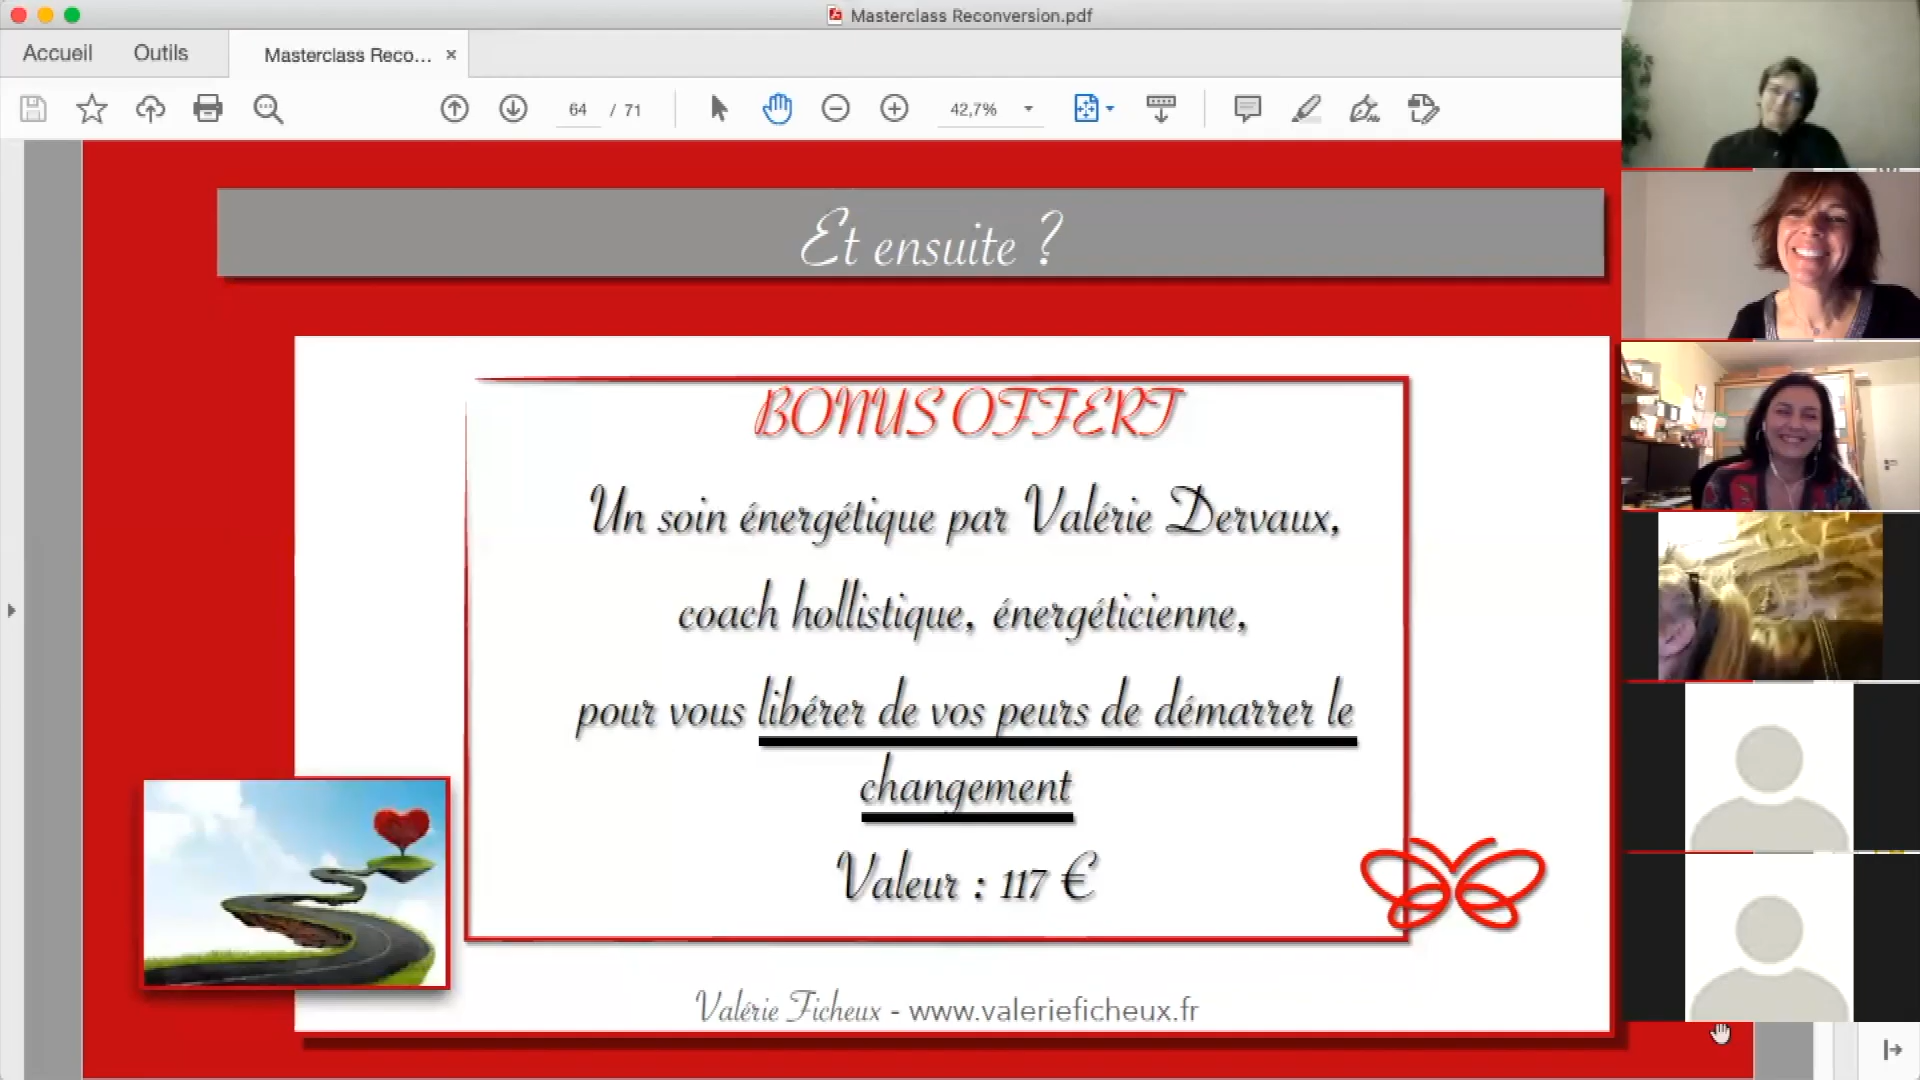 Masterclass Reconversion.pdf
Accueil Outils Masterclass Reco... ×
64 / 71 42,7%
Et ensuite ?
BONUS OFFERT
Un soin énergétique par Valérie Dervaux,
coach hollistique, énergéticienne,
pour vous libérer de vos peurs de démarrer le
changement
Valeur : 117 €
Valérie Ficheux - www.valerieficheux.fr